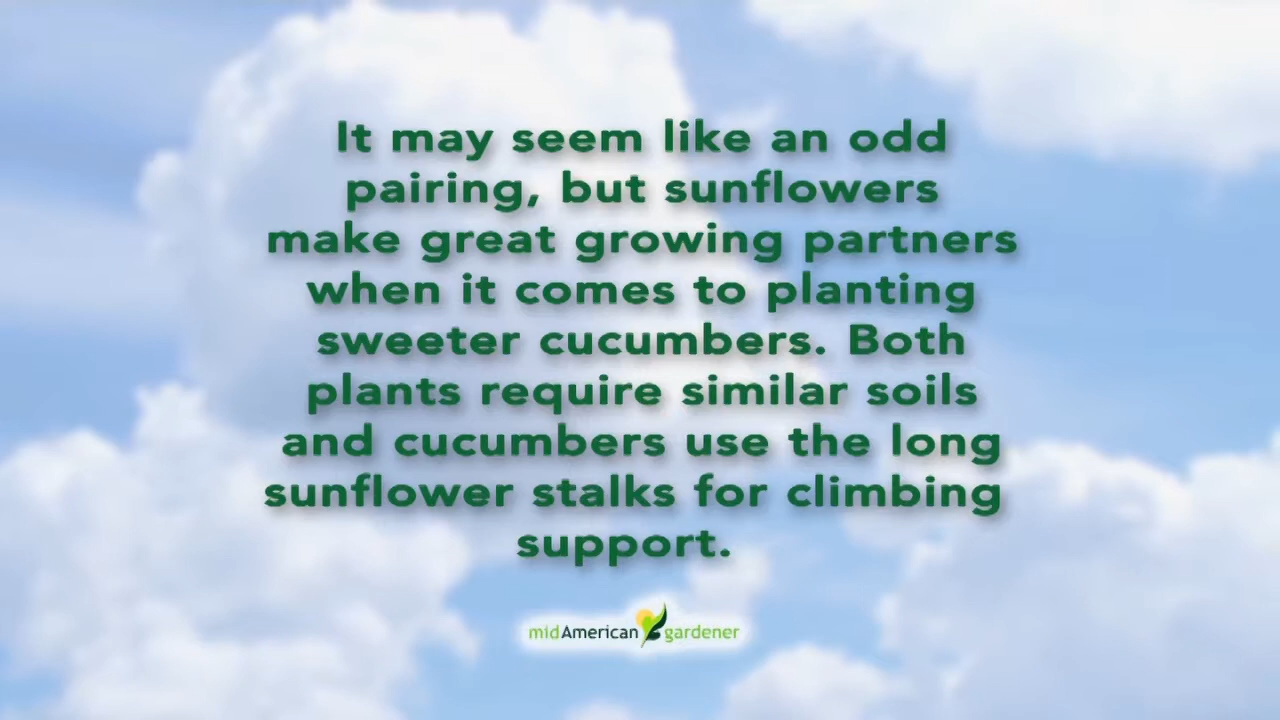 It may seem like an odd
pairing, but sunflowers
make great growing partners
when it comes to planting
sweeter cucumbers. Both
plants require similar soils
and cucumbers use the long
sunflower stalks for climbing
support.
midAmerican gardener